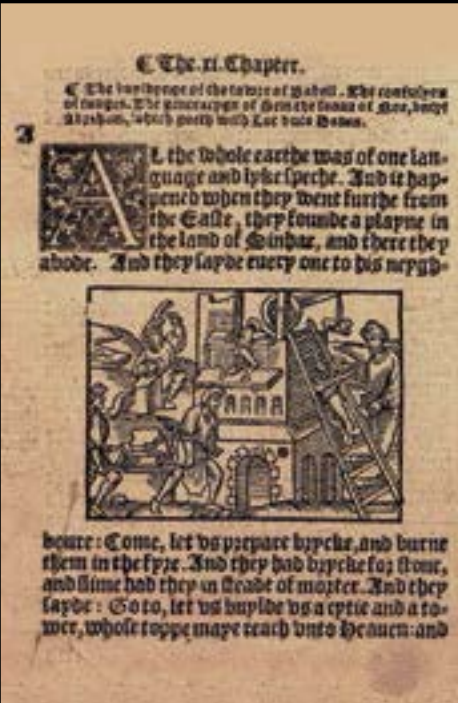 ☾ The .xi. Chapter.
☾ The buyldynge of the towre of Babell. The confusyon
of tunges. The generacyon of Sem the sonne of Noe, untyll
Abraham, which goeth with Lot unto Haran.
A
AL the whole earthe was of one lan-
guage and lyke speche. And it hap-
pened when they went furthe from
the Easte, they founde a playne in
the land of Sinhar, and there they
abode. And they sayde every one to his neygh-
boure: Come, let vs prepare brycke, and burne
them in the fyre. And they had brycke for stone,
and slime had they in steade of morter. And they
sayde: Go to, let vs buylde vs a cytie and a to-
wer, whose toppe maye reach vnto heauen: and